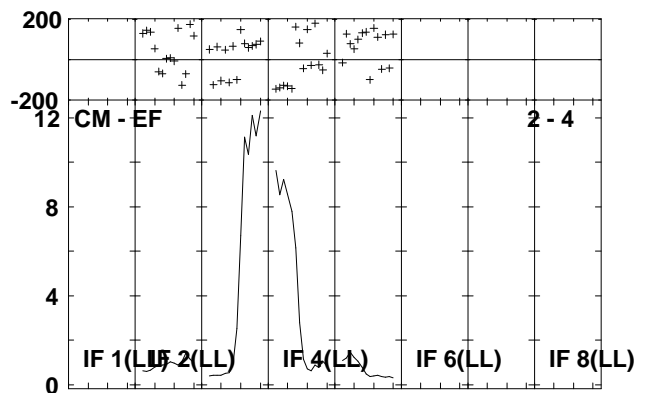 200
-200
12 CM - EF 2 - 4
8
4
0
IF 1(LL) IF 2(LL) IF 4(LL) IF 6(LL) IF 8(LL)